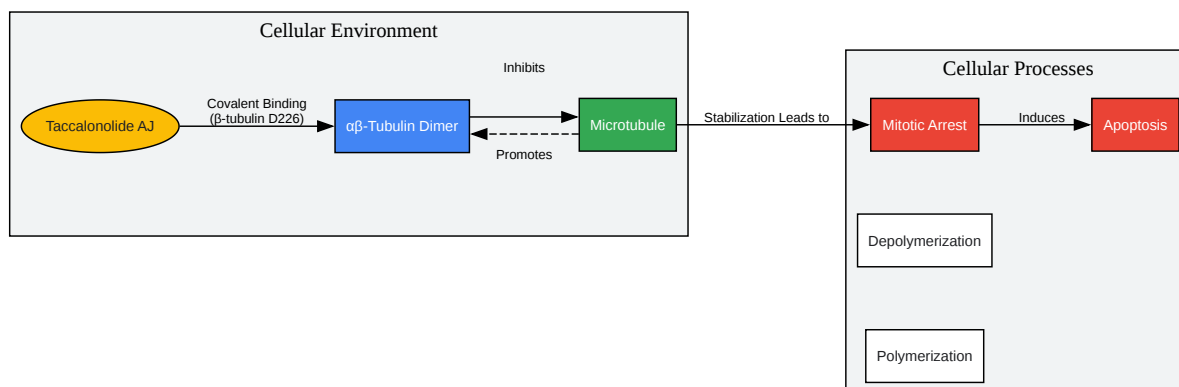 Cellular Environment
Cellular Processes
Inhibits
Taccalonolide AJ
Covalent Binding
(β-tubulin D226)
αβ-Tubulin Dimer
Promotes
Microtubule
Stabilization Leads to
Mitotic Arrest
Induces
Apoptosis
Depolymerization
Polymerization